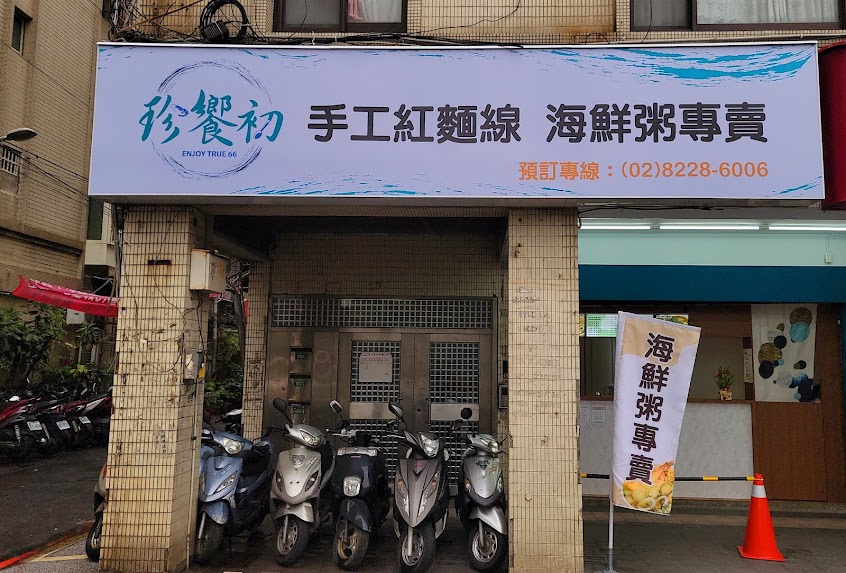 珍饗初
ENJOY TRUE 66
手工紅麵線 海鮮粥專賣
預訂專線：(02)8228-6006
海鮮粥專賣